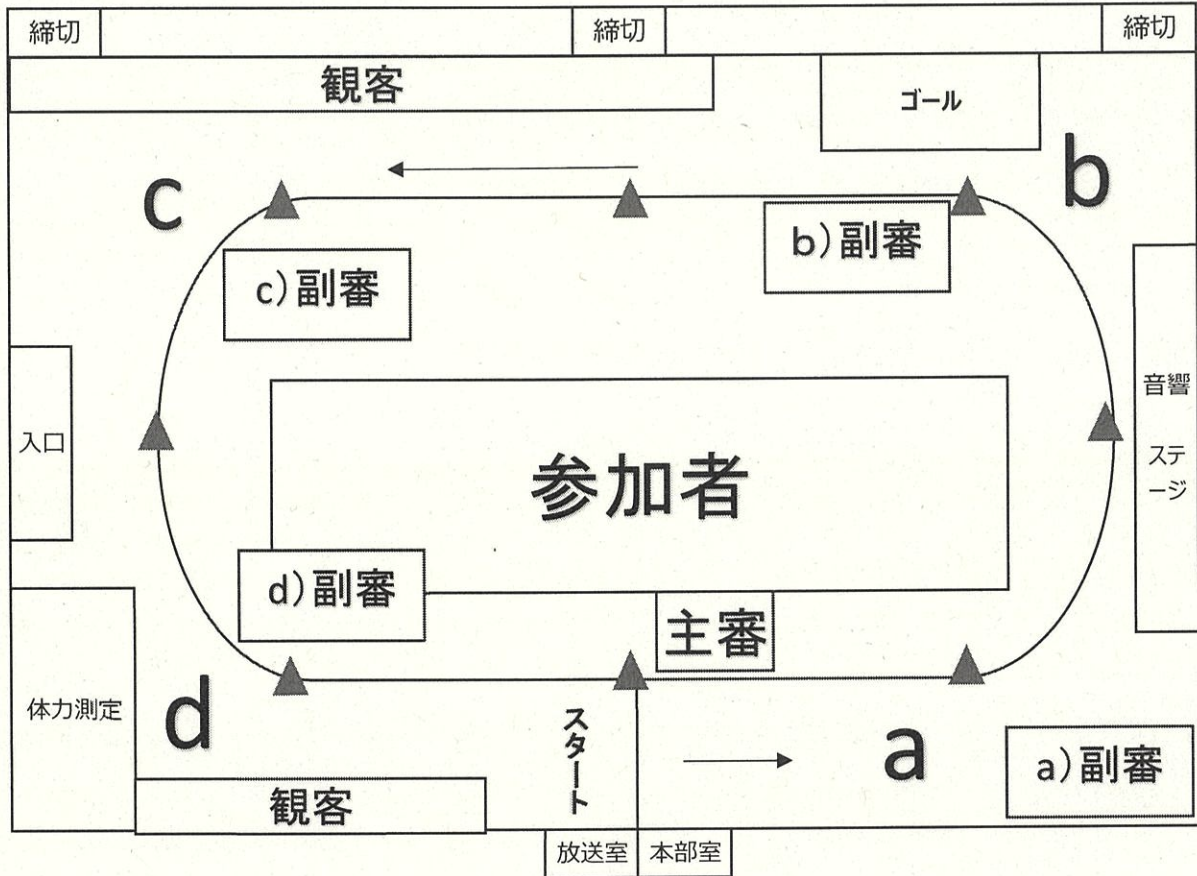 締切
締切
締切
観客
ゴール
c
b
b)副審
c)副審
音響
ステ
ージ
入口
参加者
d)副審
主審
体力測定
d
スタート
a
a)副審
観客
放送室
本部室